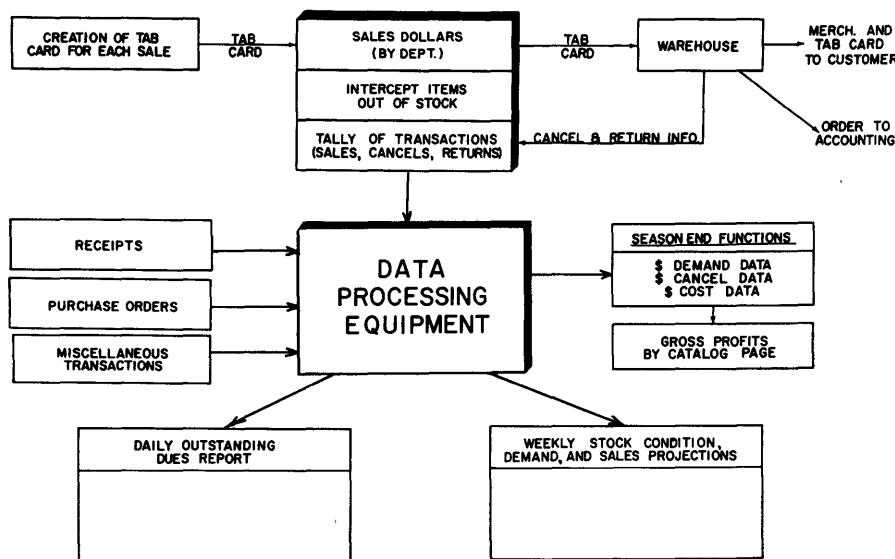 CREATION OF TAB
CARD FOR EACH SALE
TAB
CARD
SALES DOLLARS
(BY DEPT.)
INTERCEPT ITEMS
OUT OF STOCK
TALLY OF TRANSACTIONS
(SALES, CANCELS, RETURNS)
TAB
CARD
WAREHOUSE
MERCH. AND
TAB CARD
TO CUSTOMER
CANCEL & RETURN INFO.
ORDER TO
ACCOUNTING
RECEIPTS
PURCHASE ORDERS
MISCELLANEOUS
TRANSACTIONS
DATA
PROCESSING
EQUIPMENT
SEASON END FUNCTIONS
$ DEMAND DATA
$ CANCEL DATA
$ COST DATA
GROSS PROFITS
BY CATALOG PAGE
DAILY OUTSTANDING
DUES REPORT
WEEKLY STOCK CONDITION,
DEMAND, AND SALES PROJECTIONS